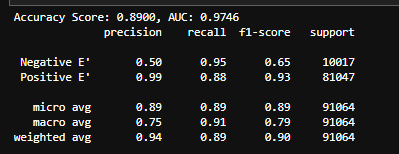 Accuracy Score: 0.8900, AUC: 0.9746
precision recall f1-score support
Negative E' 0.50 0.95 0.65 10017
Positive E' 0.99 0.88 0.93 81047
micro avg 0.89 0.89 0.89 91064
macro avg 0.75 0.91 0.79 91064
weighted avg 0.94 0.89 0.90 91064